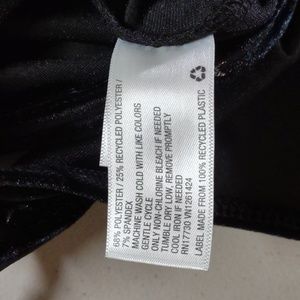 68% POLYESTER / 25% RECYCLED POLYESTER /
7% SPANDEX
MACHINE WASH COLD WITH LIKE COLORS
GENTLE CYCLE
ONLY NON-CHLORINE BLEACH IF NEEDED
TUMBLE DRY LOW, REMOVE PROMPTLY
COOL IRON IF NEEDED
RN17730 VN1261424
LABEL: MADE FROM 100% RECYCLED PLASTIC